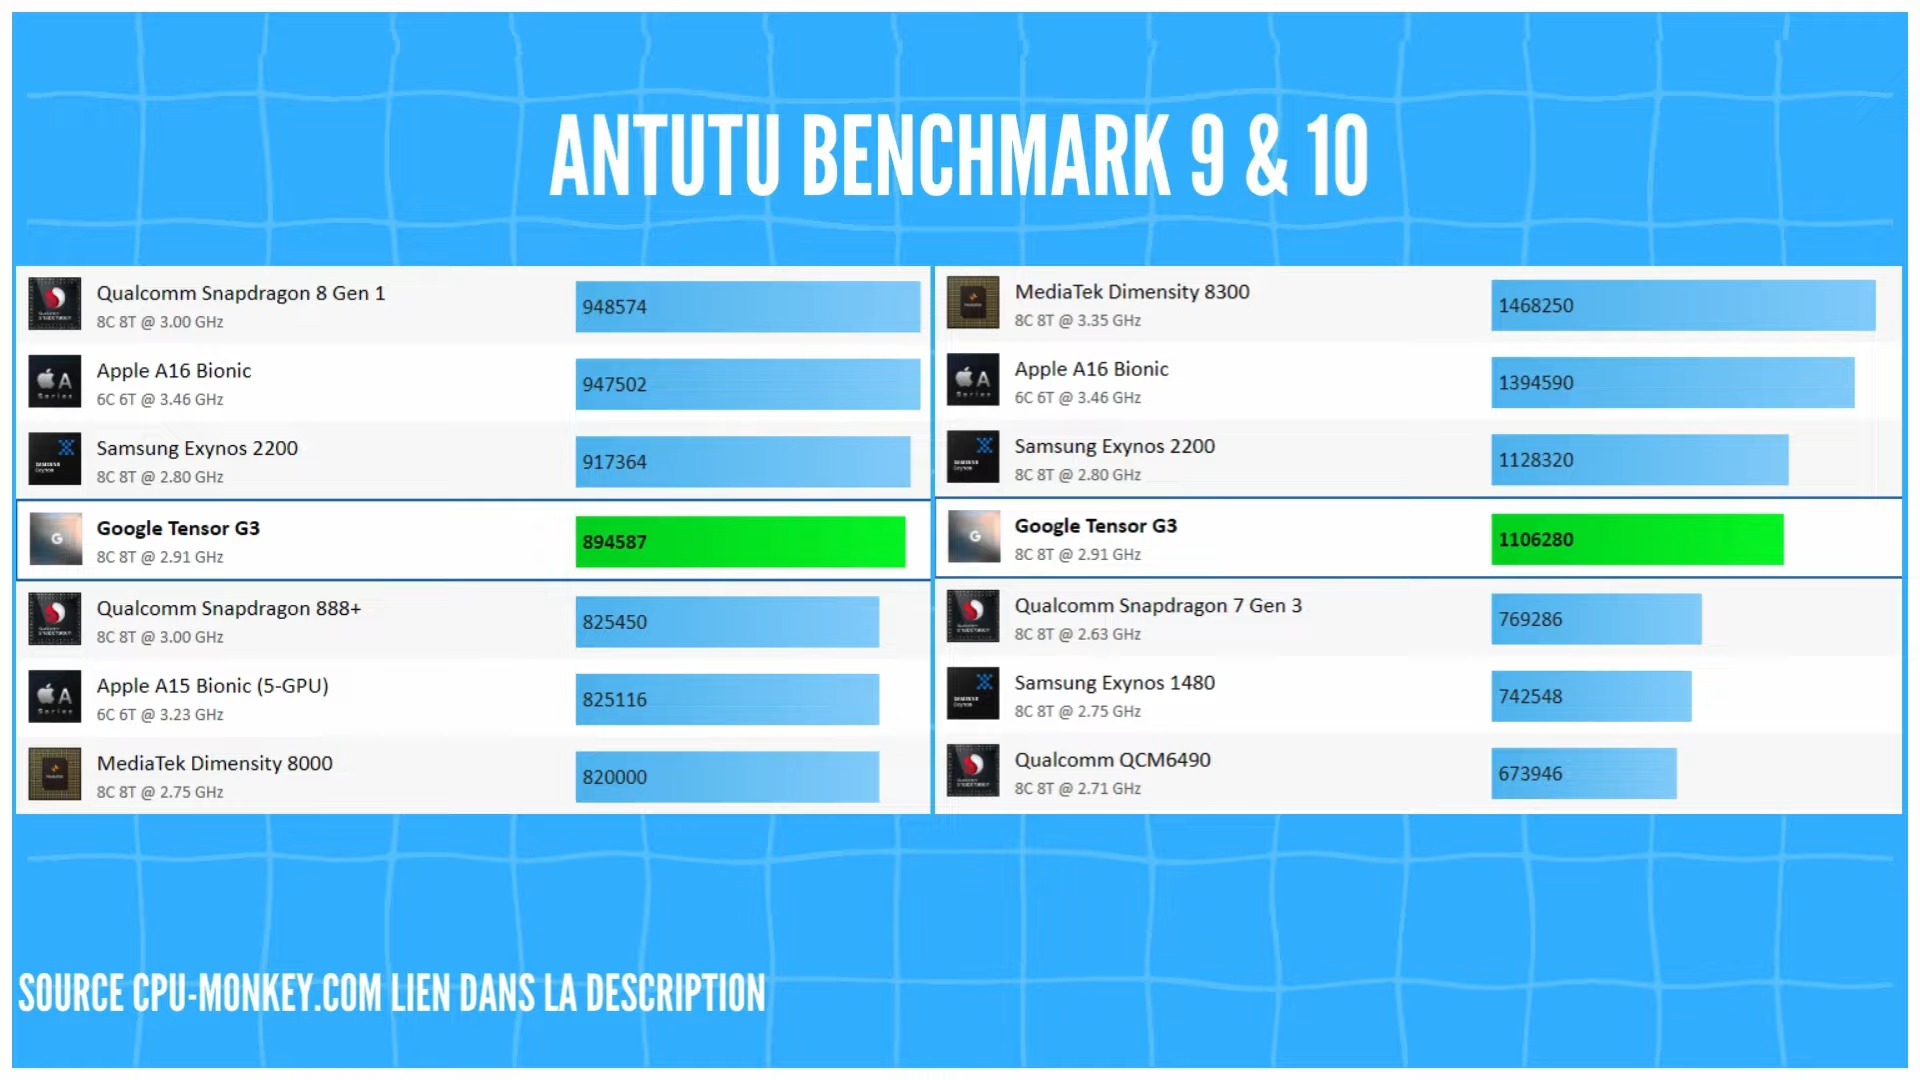 ANTUTU BENCHMARK 9 & 10
Qualcomm Snapdragon 8 Gen 1
8C 8T @ 3.00 GHz
948574
Apple A16 Bionic
6C 6T @ 3.46 GHz
947502
Samsung Exynos 2200
8C 8T @ 2.80 GHz
917364
Google Tensor G3
8C 8T @ 2.91 GHz
894587
Qualcomm Snapdragon 888+
8C 8T @ 3.00 GHz
825450
Apple A15 Bionic (5-GPU)
6C 6T @ 3.23 GHz
825116
MediaTek Dimensity 8000
8C 8T @ 2.75 GHz
820000
MediaTek Dimensity 8300
8C 8T @ 3.35 GHz
1468250
Apple A16 Bionic
6C 6T @ 3.46 GHz
1394590
Samsung Exynos 2200
8C 8T @ 2.80 GHz
1128320
Google Tensor G3
8C 8T @ 2.91 GHz
1106280
Qualcomm Snapdragon 7 Gen 3
8C 8T @ 2.63 GHz
769286
Samsung Exynos 1480
8C 8T @ 2.75 GHz
742548
Qualcomm QCM6490
8C 8T @ 2.71 GHz
673946
SOURCE CPU-MONKEY.COM LIEN DANS LA DESCRIPTION